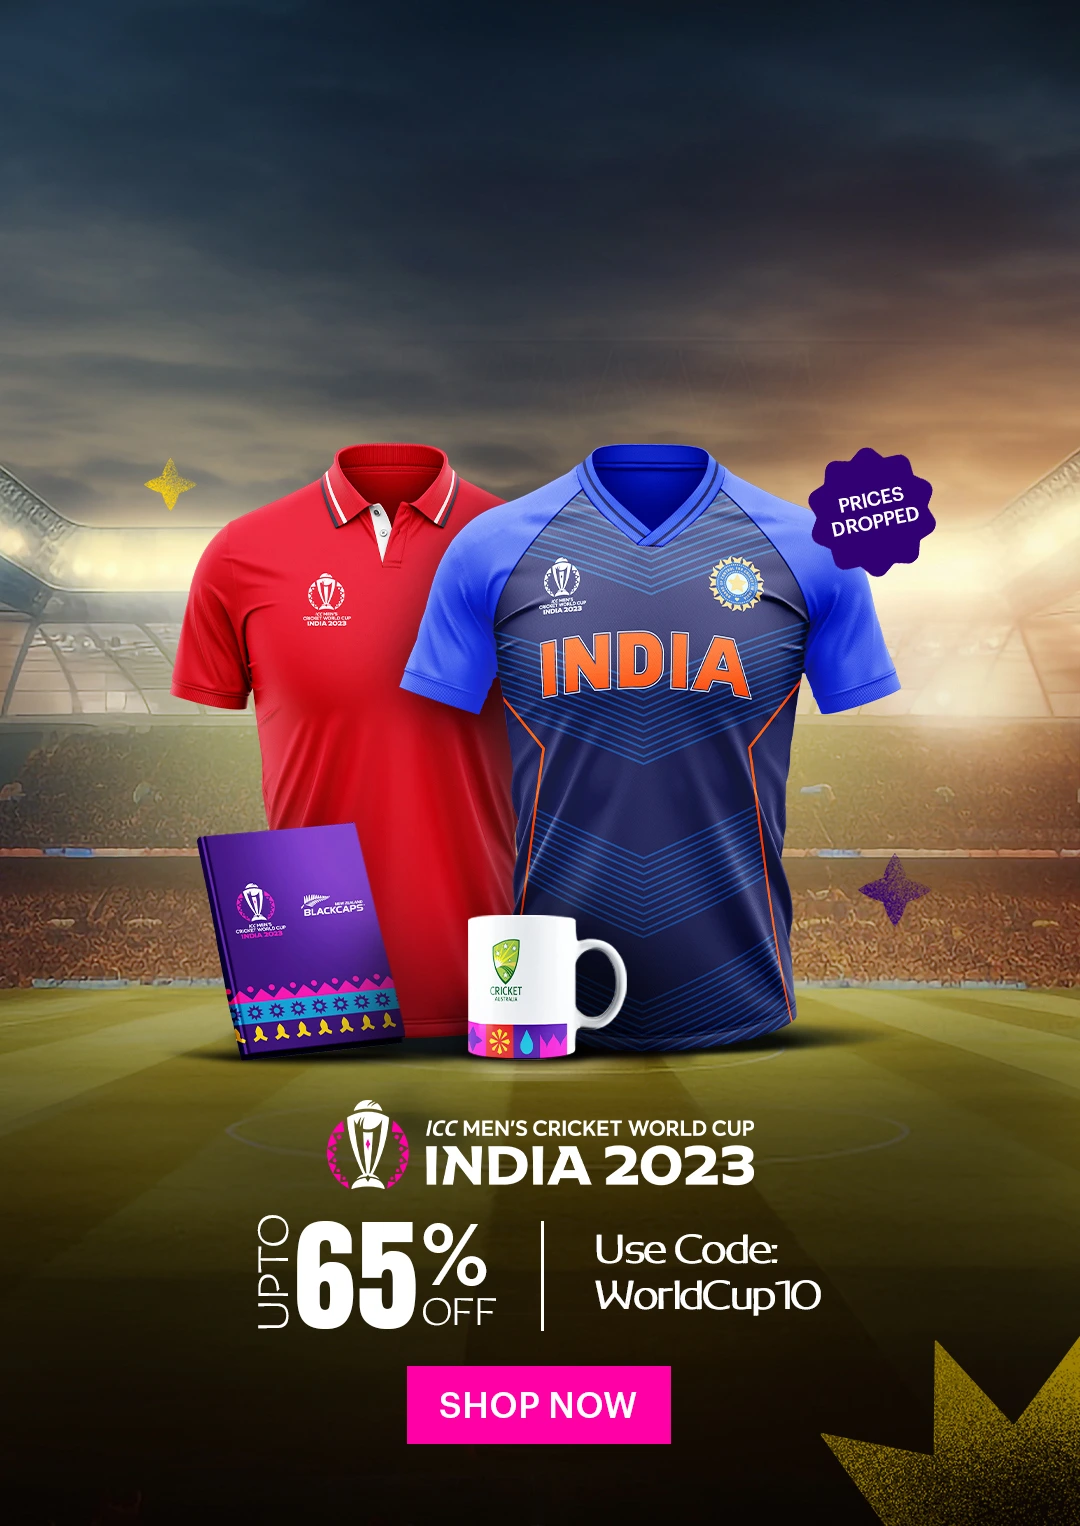 PRICES
DROPPED
ICC MEN'S
CRICKET WORLD CUP
INDIA 2023
ICC MEN'S
CRICKET WORLD CUP
INDIA 2023
INDIA
ICC MEN'S
CRICKET WORLD CUP
INDIA 2023
NEW ZEALAND
BLACKCAPS
CRICKET
AUSTRALIA
ICC MEN'S CRICKET WORLD CUP
INDIA 2023
UPTO
65%
OFF
Use Code:
WorldCup10
SHOP NOW